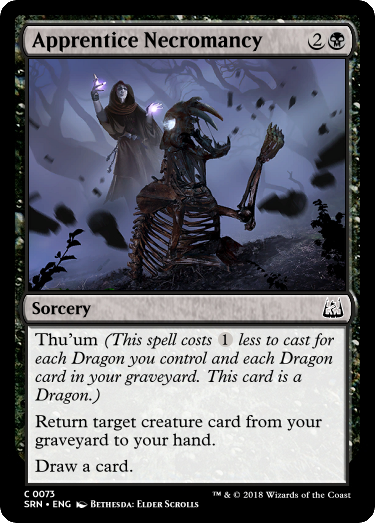 Apprentice Necromancy 2
Sorcery
Thu'um (This spell costs 1 less to cast for
each Dragon you control and each Dragon
card in your graveyard. This card is a
Dragon.)
Return target creature card from your
graveyard to your hand.
Draw a card.
C 0073
SRN • ENG BETHESDA: ELDER SCROLLS
™ & © 2018 Wizards of the Coast